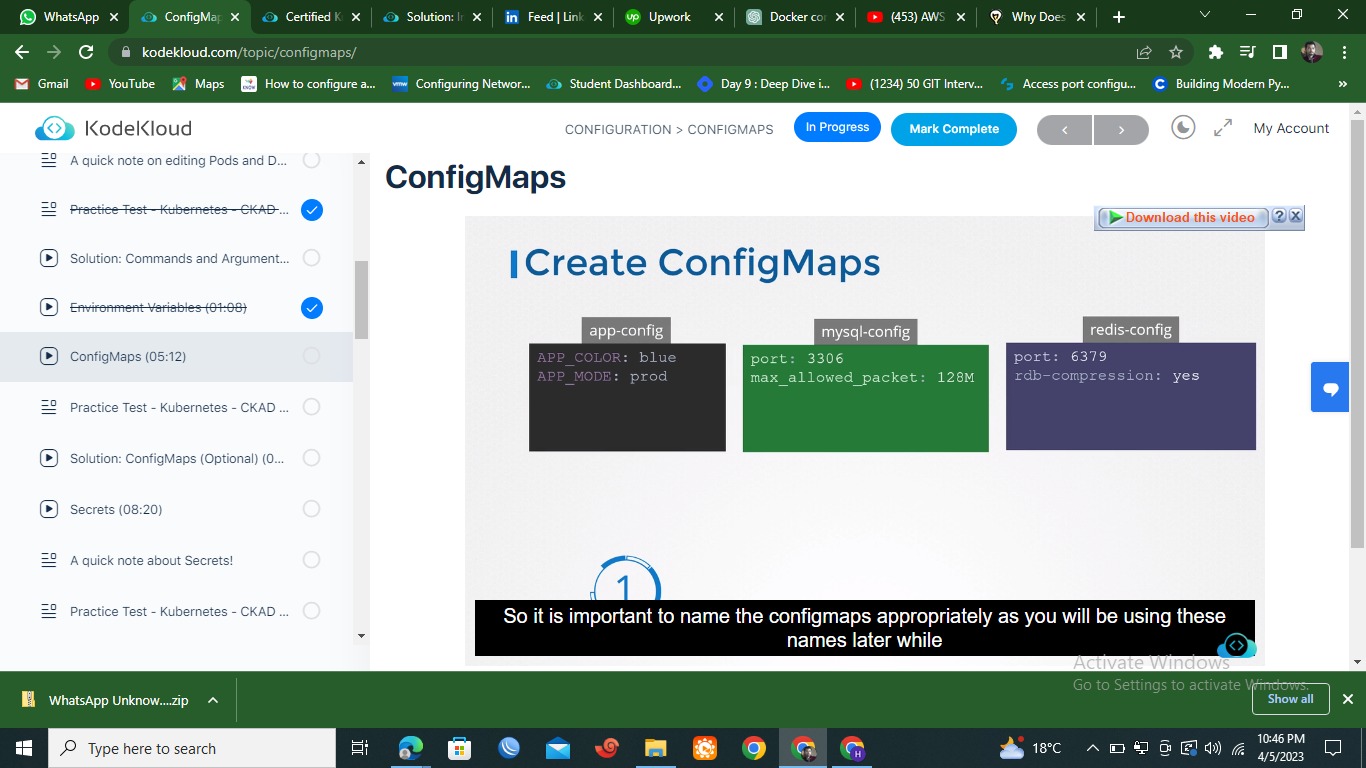 WhatsApp
ConfigMap
Certified K
Solution: I
Feed | Link
Upwork
Docker co
(453) AWS
Why Does
kodekloud.com/topic/configmaps/
Gmail
YouTube
Maps
How to configure a...
Configuring Networ...
Student Dashboard...
Day 9 : Deep Dive i...
(1234) 50 GIT Interv...
Access port configu...
Building Modern Py...
»
KodeKloud
CONFIGURATION > CONFIGMAPS
In Progress
Mark Complete
<
>
My Account
A quick note on editing Pods and D...
Practice Test - Kubernetes - CKAD ...
Solution: Commands and Argument...
Environment Variables (01:08)
ConfigMaps (05:12)
Practice Test - Kubernetes - CKAD ...
Solution: ConfigMaps (Optional) (0...
Secrets (08:20)
A quick note about Secrets!
Practice Test - Kubernetes - CKAD ...
ConfigMaps
Download this video
?
X
Create ConfigMaps
app-config
APP_COLOR: blue
APP_MODE: prod
mysql-config
port: 3306
max_allowed_packet: 128M
redis-config
port: 6379
rdb-compression: yes
1
So it is important to name the configmaps appropriately as you will be using these
names later while
Activate Windows
Go to Settings to activate Windows.
WhatsApp Unknow....zip
Show all
Type here to search
18°C
10:46 PM
4/5/2023